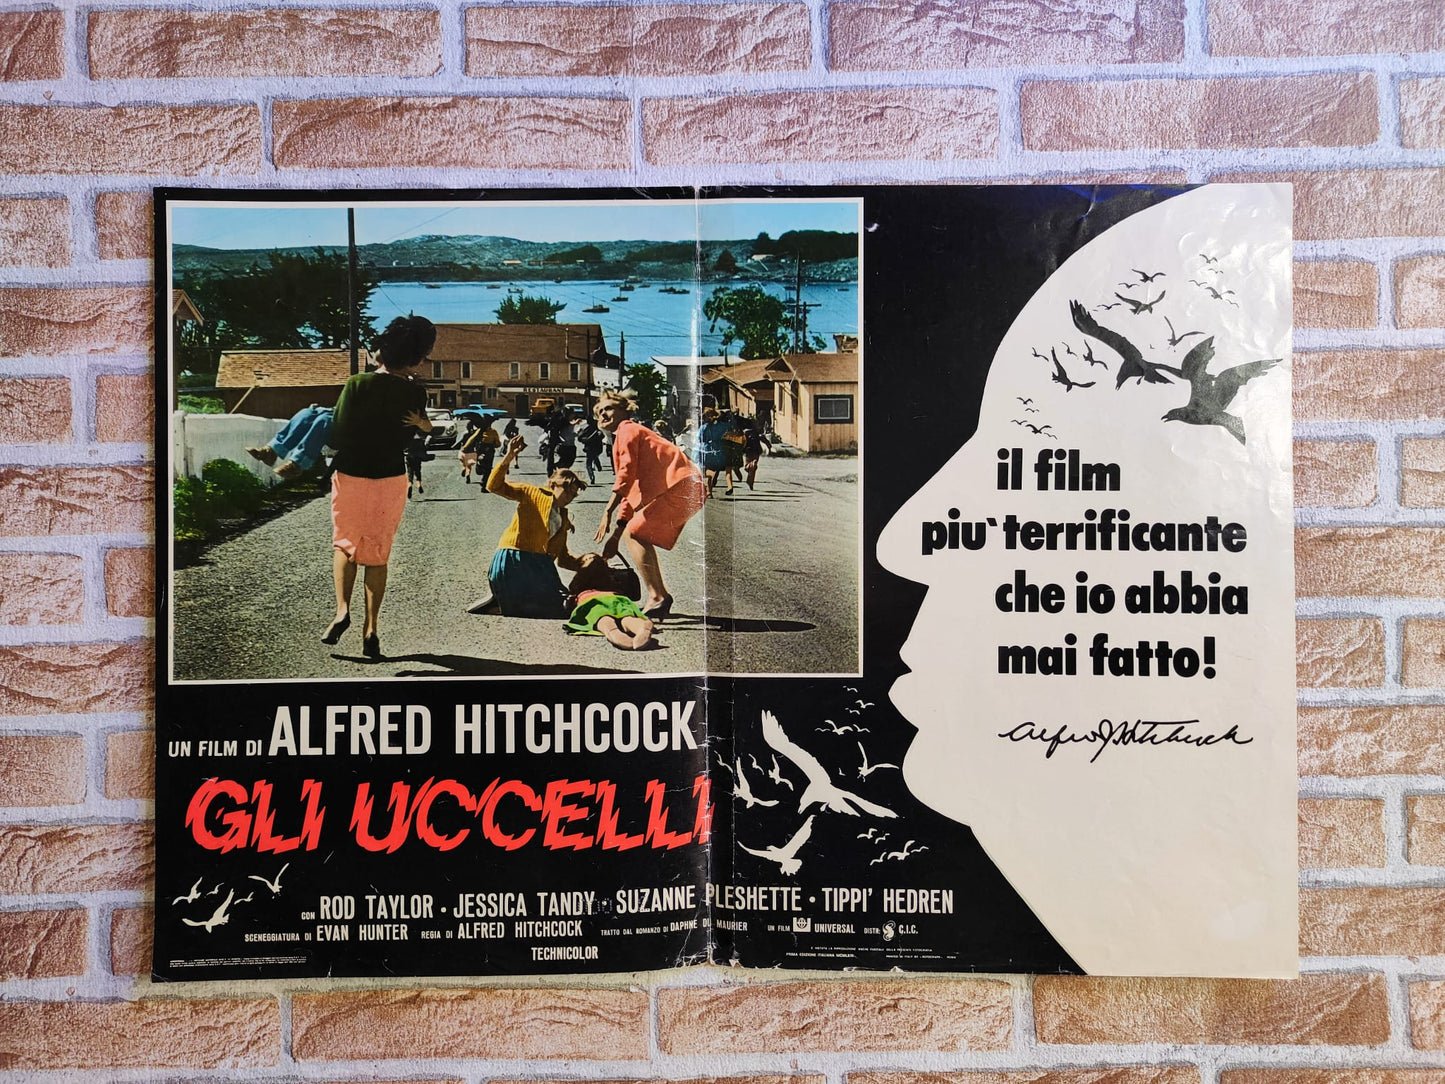 RESTAURANT
il film
piu` terrificante
che io abbia
mai fatto!
Alfred J Hitchcock
UN FILM DI ALFRED HITCHCOCK
GLI UCCELLI
CON ROD TAYLOR · JESSICA TANDY · SUZANNE PLESHETTE · TIPPI' HEDREN
SCENEGGIATURA DI EVAN HUNTER REGIA DI ALFRED HITCHCOCK TRATTO DAL ROMANZO DI DAPHNE DU MAURIER UN FILM UNIVERSAL DISTR: C.I.C.
TECHNICOLOR